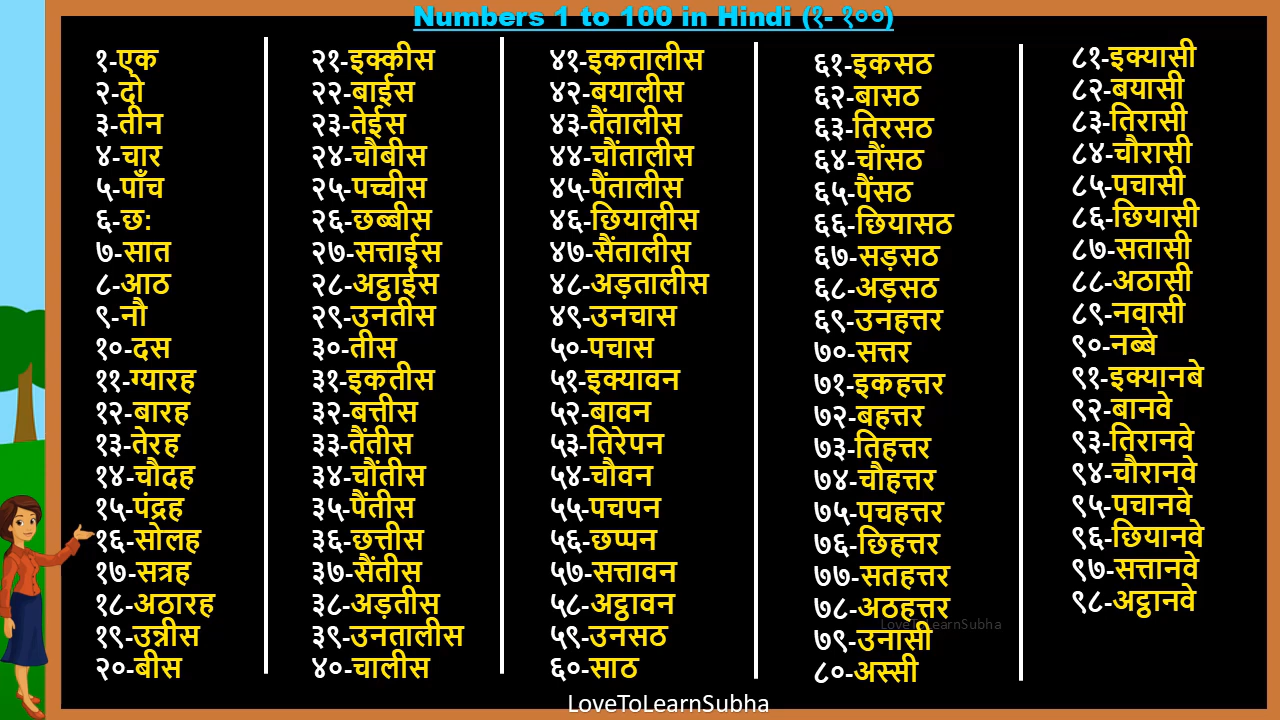 Numbers 1 to 100 in Hindi (१- १००)
१-एक
२-दो
३-तीन
४-चार
५-पाँच
६-छ:
७-सात
८-आठ
९-नौ
१०-दस
११-ग्यारह
१२-बारह
१३-तेरह
१४-चौदह
१५-पंद्रह
१६-सोलह
१७-सत्रह
१८-अठारह
१९-उन्नीस
२०-बीस
२१-इक्कीस
२२-बाईस
२३-तेईस
२४-चौबीस
२५-पच्चीस
२६-छब्बीस
२७-सत्ताईस
२८-अट्ठाईस
२९-उनतीस
३०-तीस
३१-इकतीस
३२-बत्तीस
३३-तैंतीस
३४-चौंतीस
३५-पैंतीस
३६-छत्तीस
३७-सैंतीस
३८-अड़तीस
३९-उनतालीस
४०-चालीस
४१-इकतालीस
४२-बयालीस
४३-तैंतालीस
४४-चौंतालीस
४५-पैंतालीस
४६-छियालीस
४७-सैंतालीस
४८-अड़तालीस
४९-उनचास
५०-पचास
५१-इक्यावन
५२-बावन
५३-तिरेपन
५४-चौवन
५५-पचपन
५६-छप्पन
५७-सत्तावन
५८-अट्ठावन
५९-उनसठ
६०-साठ
६१-इकसठ
६२-बासठ
६३-तिरसठ
६४-चौंसठ
६५-पैंसठ
६६-छियासठ
६७-सड़सठ
६८-अड़सठ
६९-उनहत्तर
७०-सत्तर
७१-इकहत्तर
७२-बहत्तर
७३-तिहत्तर
७४-चौहत्तर
७५-पचहत्तर
७६-छिहत्तर
७७-सतहत्तर
७८-अठहत्तर
LoveToLearnSubha
७९-उनासी
८०-अस्सी
८१-इक्यासी
८२-बयासी
८३-तिरासी
८४-चौरासी
८५-पचासी
८६-छियासी
८७-सतासी
८८-अठासी
८९-नवासी
९०-नब्बे
९१-इक्यानबे
९२-बानवे
९३-तिरानवे
९४-चौरानवे
९५-पचानवे
९६-छियानवे
९७-सत्तानवे
९८-अट्ठानवे
LoveToLearnSubha